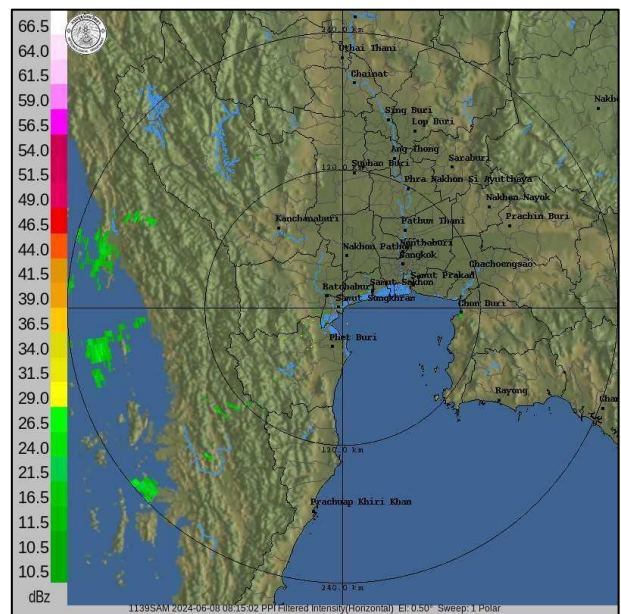 66.5
64.0
61.5
59.0
56.5
54.0
51.5
49.0
46.5
44.0
41.5
39.0
36.5
34.0
31.5
29.0
26.5
24.0
21.5
16.5
11.5
10.5
10.5
dBz
240.0 km
Uthai Thani
Chainat
Sing Buri
Lop Buri
Ang Thong
Saraburi
120.0 km
Suphan Buri
Phra Nakhon Si Ayutthaya
Nakhon Nayok
Prachin Buri
Kanchanaburi
Pathum Thani
Nonthaburi
Nakhon Pathom
Bangkok
Chachoengsao
Samut Prakan
Samut Sakhon
Ratchaburi
Samut Songkhram
Chon Buri
Phet Buri
Rayong
120.0 km
Prachuap Khiri Khan
240.0 km
1139SAM 2024-06-08 08:15:02 PPI Filtered Intensity(Horizontal) El: 0.50° Sweep: 1 Polar